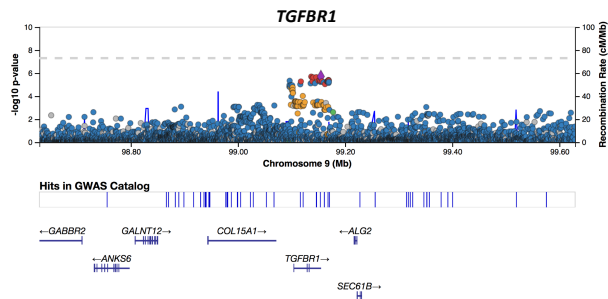 TGFBR1
10 100
8 80
6 60
4 40
2 20
0 0
-log10 p-value
Recombination Rate (cM/Mb)
98.80 99.00 99.20 99.40 99.60
Chromosome 9 (Mb)
Hits in GWAS Catalog
←GABBR2 GALNT12→ COL15A1→ ←ALG2
←ANKS6 TGFBR1→
SEC61B→